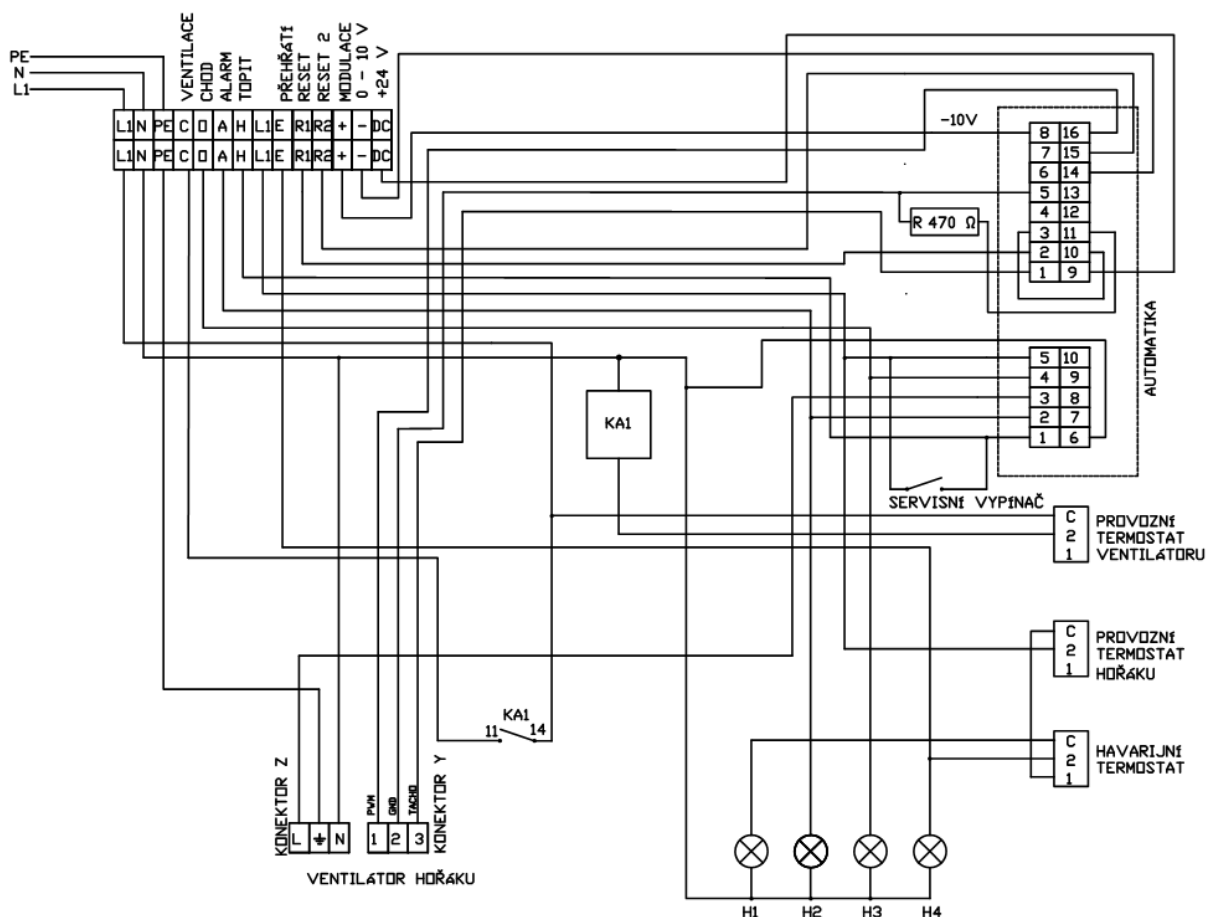 PE
N
L1
VENTILACE
CHOD
ALARM
TOPIT
PŘEHŘÁTÍ
RESET
RESET 2
MODULACE
0 - 10 V
+24 V
L1 N PE C O A H L1 E R1 R2 + - DC
L1 N PE C O A H L1 E R1 R2 + - DC
-10V
8 16
7 15
6 14
5 13
4 12
3 11
2 10
1 9
R 470 Ω
AUTOMATIKA
5 10
4 9
3 8
2 7
1 6
KA1
SERVISNÍ VYPÍNAČ
C
2
1
PROVOZNÍ
TERMOSTAT
VENTILÁTORU
C
2
1
PROVOZNÍ
TERMOSTAT
HOŘÁKU
KA1
11 14
C
2
1
HAVARIJNÍ
TERMOSTAT
KONEKTOR Z
L N
PWM
GND
TACHO
1 2 3
KONEKTOR Y
VENTILÁTOR HOŘÁKU
H1 H2 H3 H4